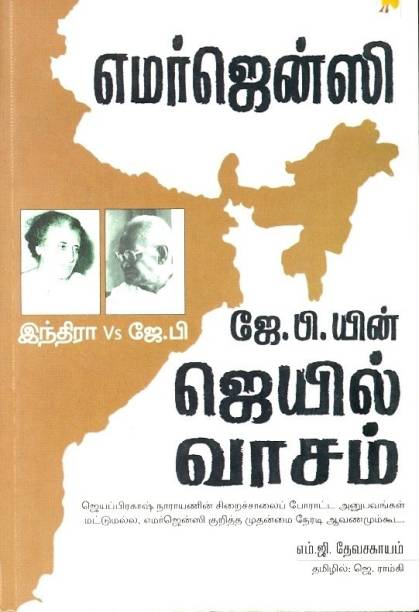 எமர்ஜென்ஸி
இந்திரா Vs ஜே.பி
ஜே.பி.யின்
ஜெயில்
வாசம்
ஜெயப்பிரகாஷ் நாராயணின் சிறைச்சாலைப் போராட்ட அனுபவங்கள்
மட்டுமல்ல, எமர்ஜென்ஸி குறித்த முதன்மை நேரடி ஆவணமும்கூட.
எம்.ஜி. தேவசகாயம்
தமிழில்: ஜெ. ராம்கி